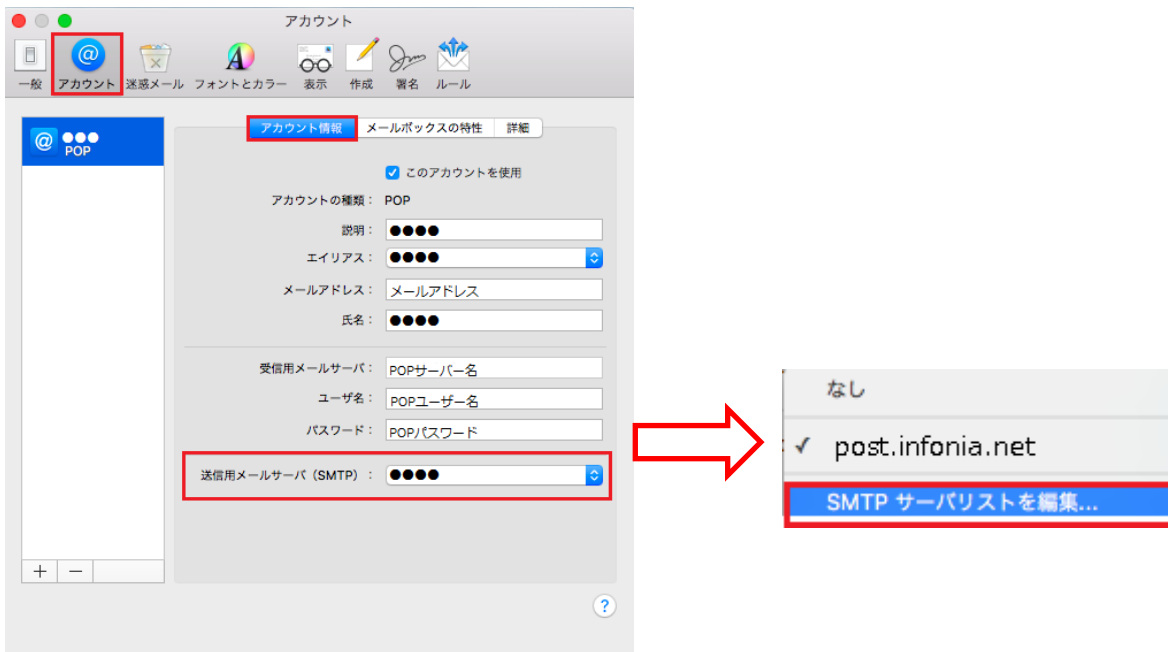 アカウント
一般 アカウント 迷惑メール フォントとカラー 表示 作成 署名 ルール
アカウント情報 メールボックスの特性 詳細
●●●
POP
このアカウントを使用
アカウントの種類： POP
説明： ●●●●
エイリアス： ●●●●
メールアドレス： メールアドレス
氏名： ●●●●
受信用メールサーバ： POPサーバー名
ユーザ名： POPユーザー名
パスワード： POPパスワード
送信用メールサーバ（SMTP）： ●●●●
なし
✓ post.infonia.net
SMTP サーバリストを編集...